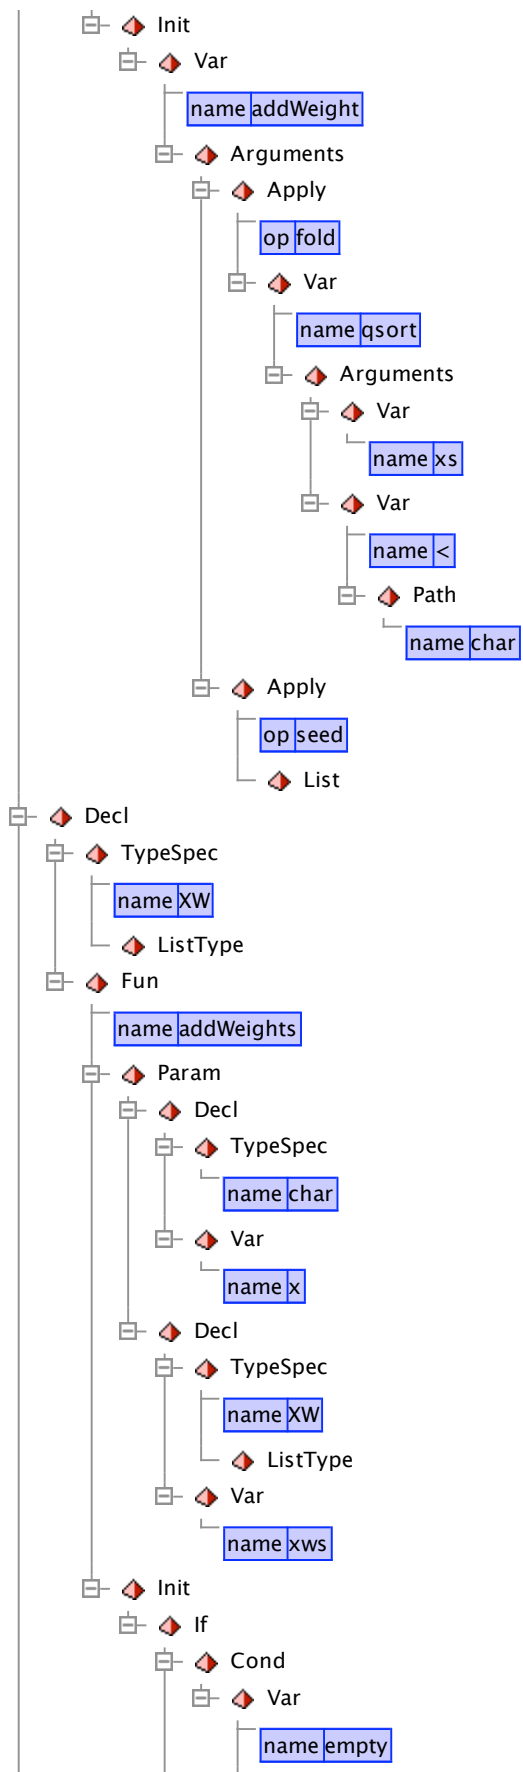 Init
Var
name addWeight
Arguments
Apply
op fold
Var
name qsort
Arguments
Var
name xs
Var
name <
Path
name char
Apply
op seed
List
Decl
TypeSpec
name XW
ListType
Fun
name addWeights
Param
Decl
TypeSpec
name char
Var
name x
Decl
TypeSpec
name XW
ListType
Var
name xws
Init
If
Cond
Var
name empty